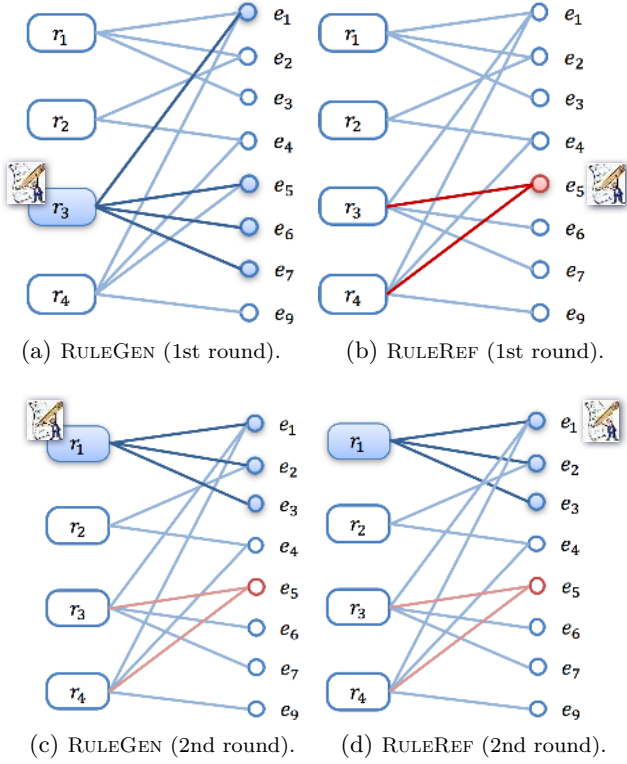 r1
r2
r3
r4
e1
e2
e3
e4
e5
e6
e7
e9
(a) RULEGEN (1st round).
r1
r2
r3
r4
e1
e2
e3
e4
e5
e6
e7
e9
(b) RULEREF (1st round).
r1
r2
r3
r4
e1
e2
e3
e4
e5
e6
e7
e9
(c) RULEGEN (2nd round).
r1
r2
r3
r4
e1
e2
e3
e4
e5
e6
e7
e9
(d) RULEREF (2nd round).